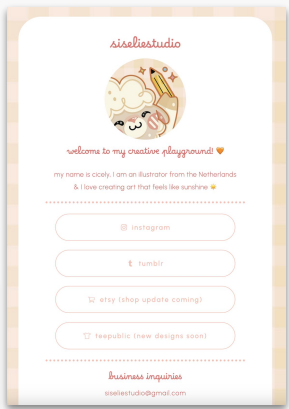 siseliestudio
welcome to my creative playground! 🧡
my name is cicely, I am an illustrator from the Netherlands
& I love creating art that feels like sunshine ☀️
instagram
tumblr
etsy (shop update coming)
teepublic (new designs soon)
business inquiries
siseliestudio@gmail.com